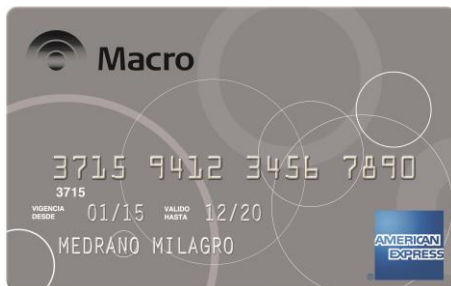 Macro
3715 9412 3456 7890
3715
VIGENCIA DESDE 01/15 VALIDO HASTA 12/20
MEDRANO MILAGRO
AMERICAN
EXPRESS